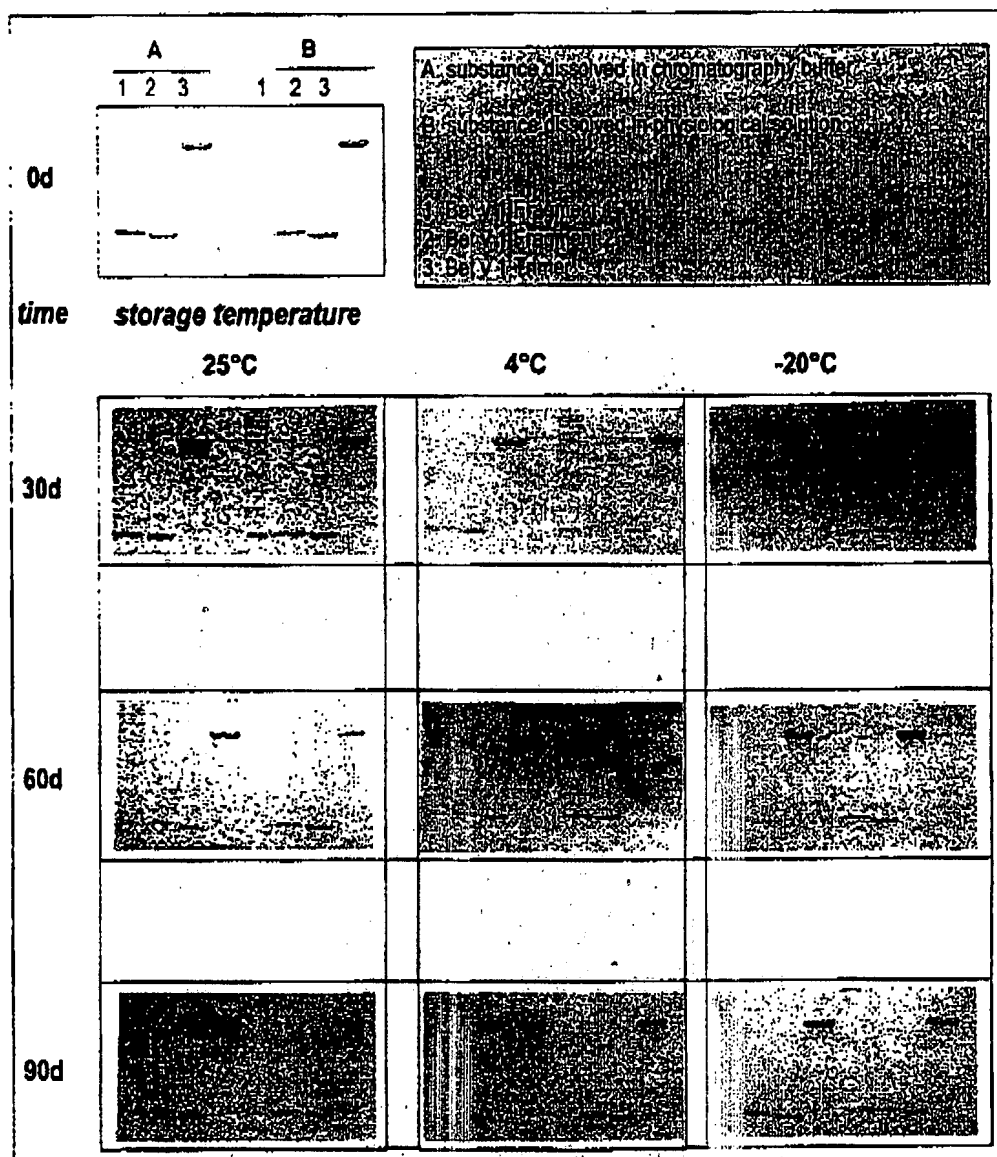 A B
1 2 3 1 2 3
A: substance dissolved in chromatography buffer
B: substance dissolved in physiological solution
1: Bet v 1 Fragment 1
2: Bet v 1 Fragment 2
3: Bet v 1 Trimer
0d
time storage temperature
25°C 4°C -20°C
30d
60d
90d